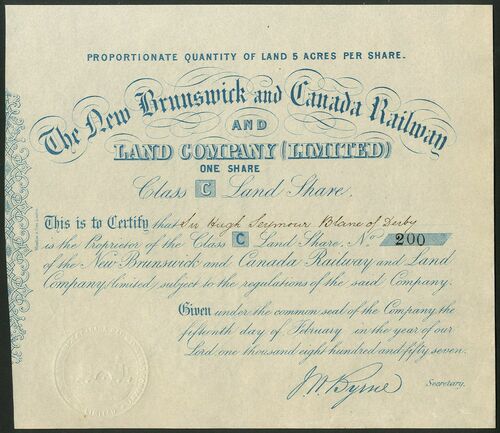 PROPORTIONATE QUANTITY OF LAND 5 ACRES PER SHARE.
The New Brunswick and Canada Railway
AND
LAND COMPANY (LIMITED)
ONE SHARE
Class C Land Share.
This is to Certify that Sir Hugh Seymour Blane of Derby
is the Proprietor of the Class C Land Share, No. 200
of the New Brunswick and Canada Railway and Land
Company, limited, subject to the regulations of the said Company.
Given under the common seal of the Company, the
fifteenth day of February in the year of our
Lord, one thousand eight hundred and fifty seven.
J. W. Byrne Secretary.